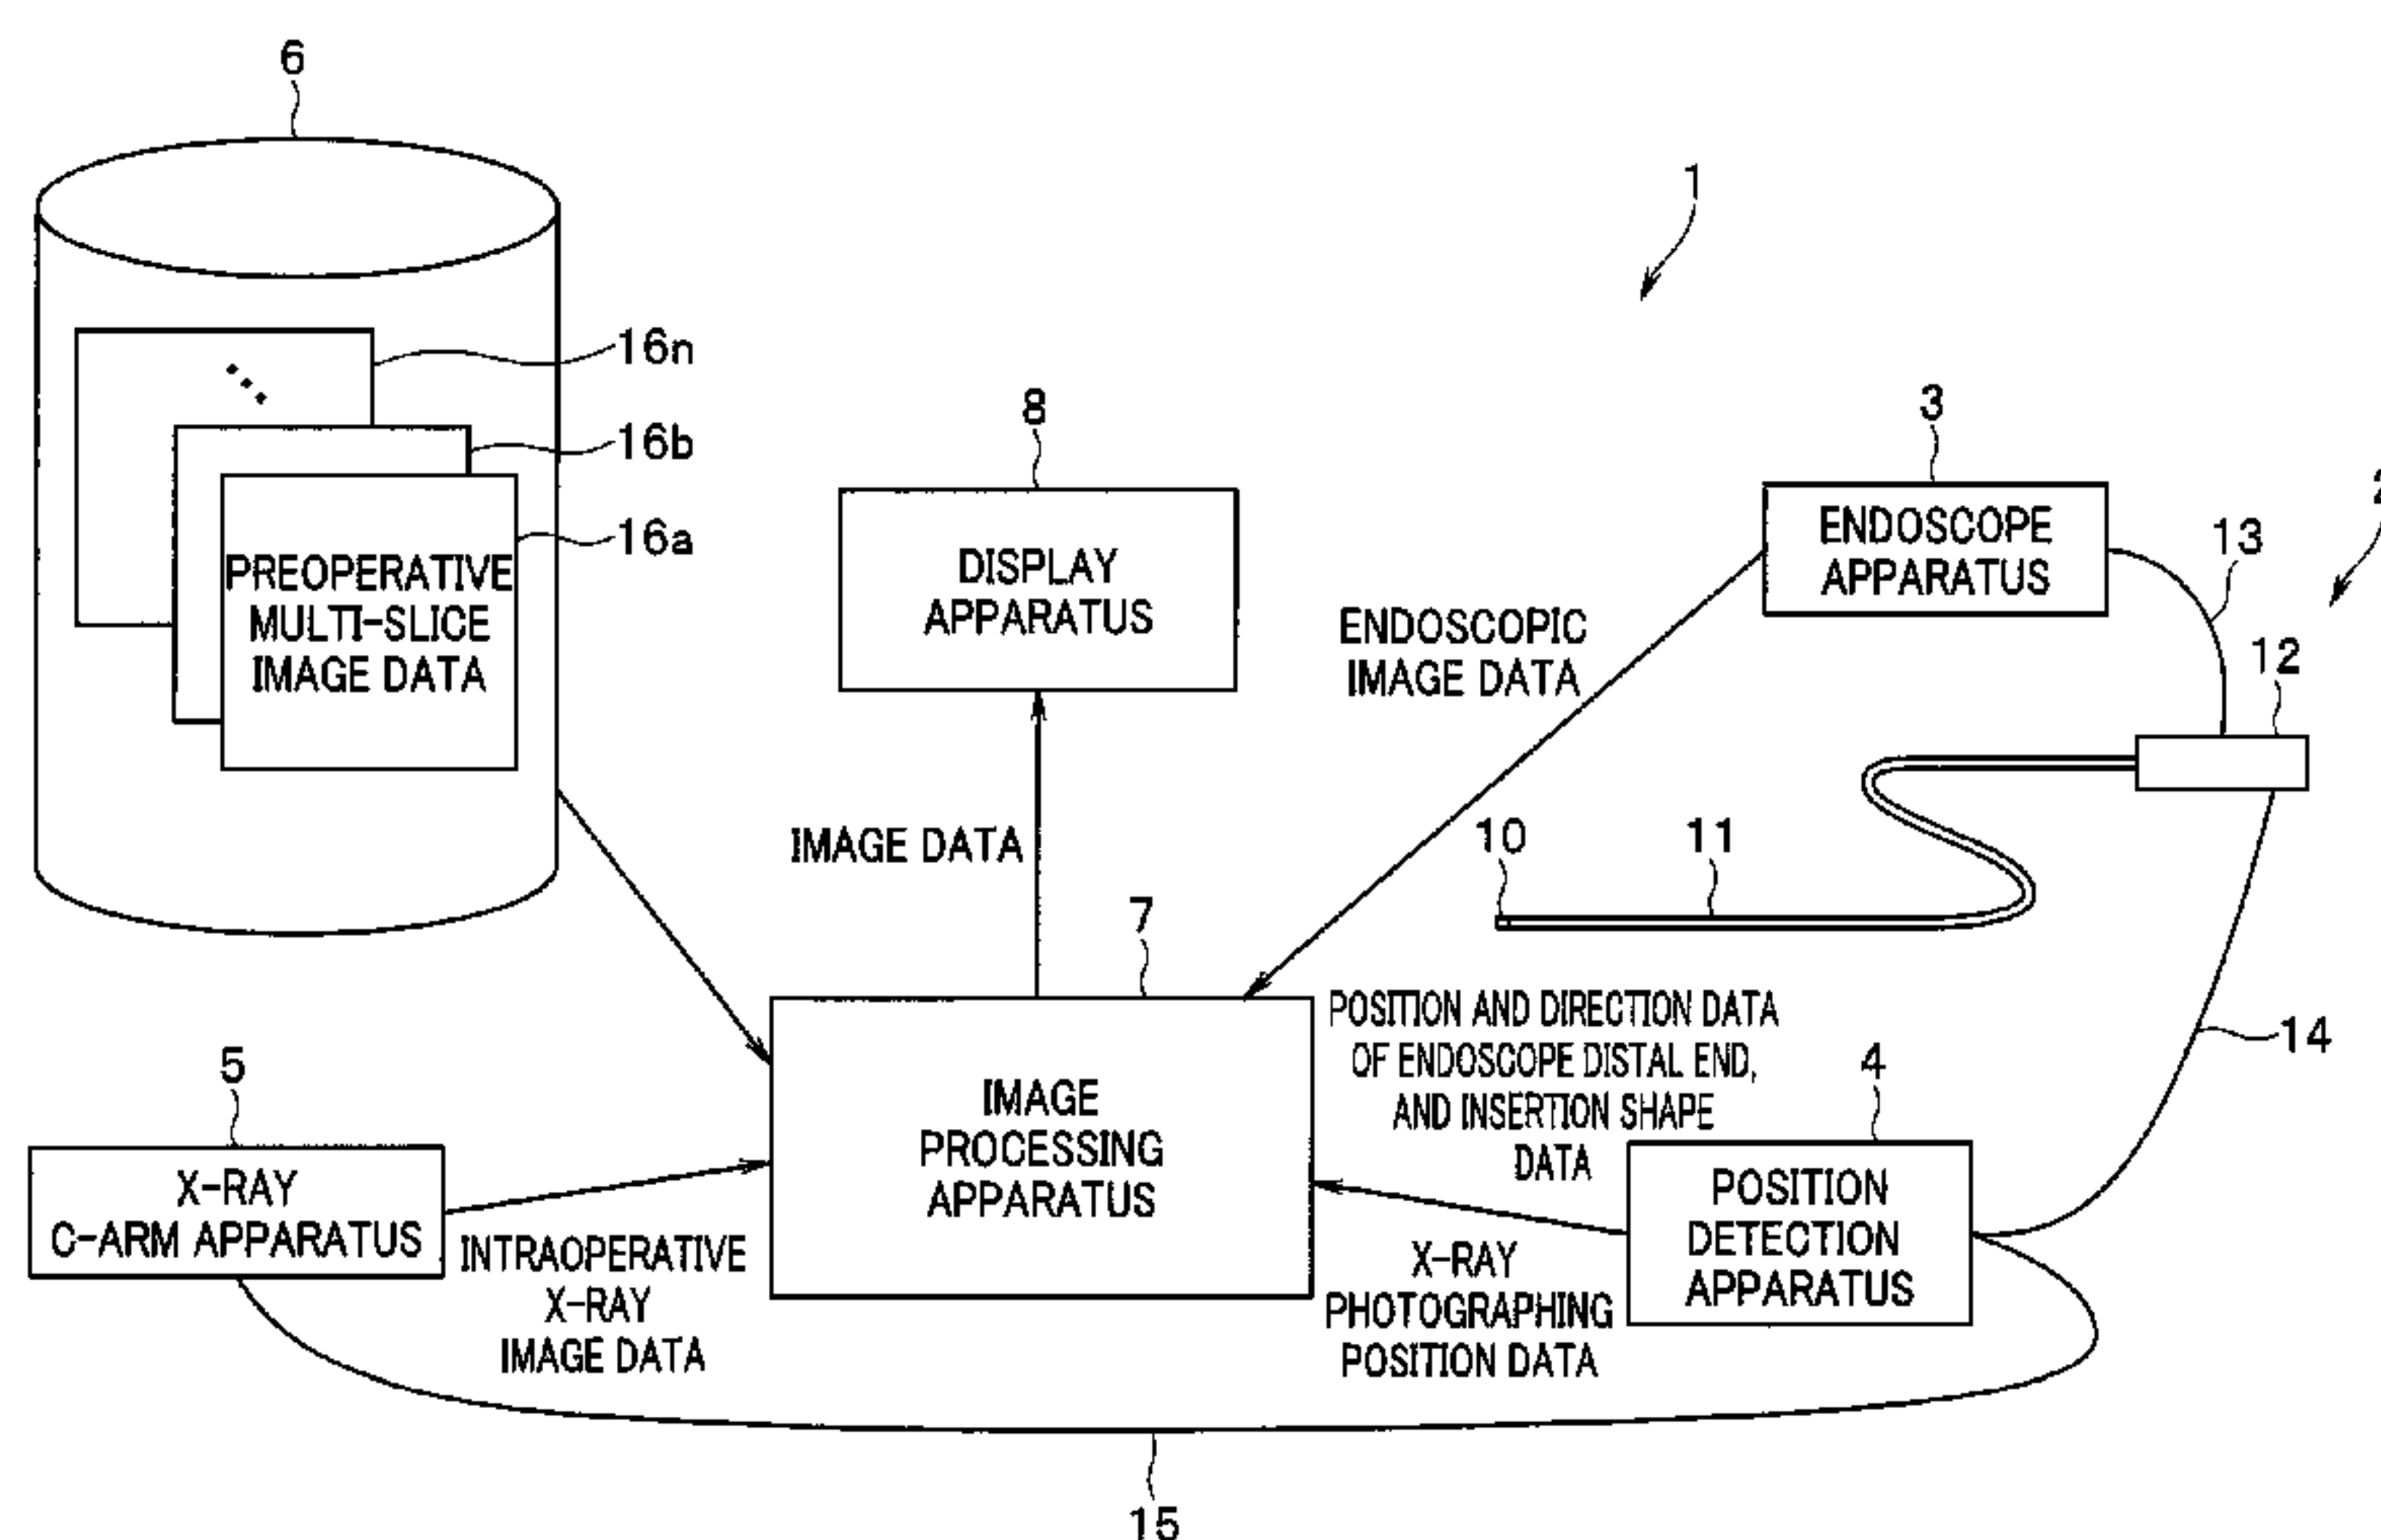 6
1
16n
8
3
16b
2
13
16a
ENDOSCOPE
APPARATUS
PREOPERATIVE
MULTI-SLICE
IMAGE DATA
DISPLAY
APPARATUS
ENDOSCOPIC
IMAGE DATA
12
IMAGE DATA
10
11
7
POSITION AND DIRECTION DATA
OF ENDOSCOPE DISTAL END,
AND INSERTION SHAPE
DATA
14
5
4
IMAGE
PROCESSING
APPARATUS
X-RAY
C-ARM APPARATUS
POSITION
DETECTION
APPARATUS
INTRAOPERATIVE
X-RAY
IMAGE DATA
X-RAY
PHOTOGRAPHING
POSITION DATA
15